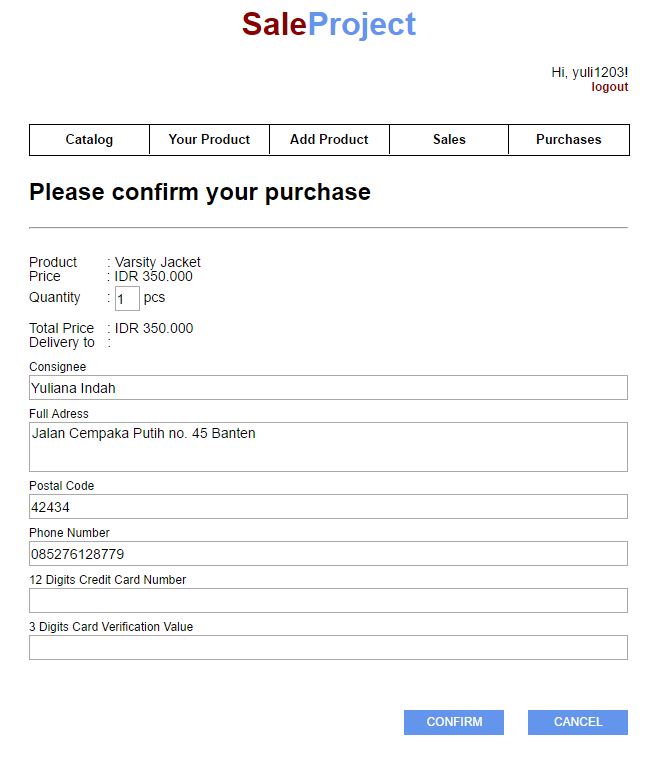 SaleProject
Hi, yuli1203!
logout
Catalog Your Product Add Product Sales Purchases
Please confirm your purchase
Product : Varsity Jacket
Price : IDR 350.000
Quantity : 1 pcs
Total Price : IDR 350.000
Delivery to :
Consignee
Yuliana Indah
Full Adress
Jalan Cempaka Putih no. 45 Banten
Postal Code
42434
Phone Number
085276128779
12 Digits Credit Card Number
3 Digits Card Verification Value
CONFIRM CANCEL